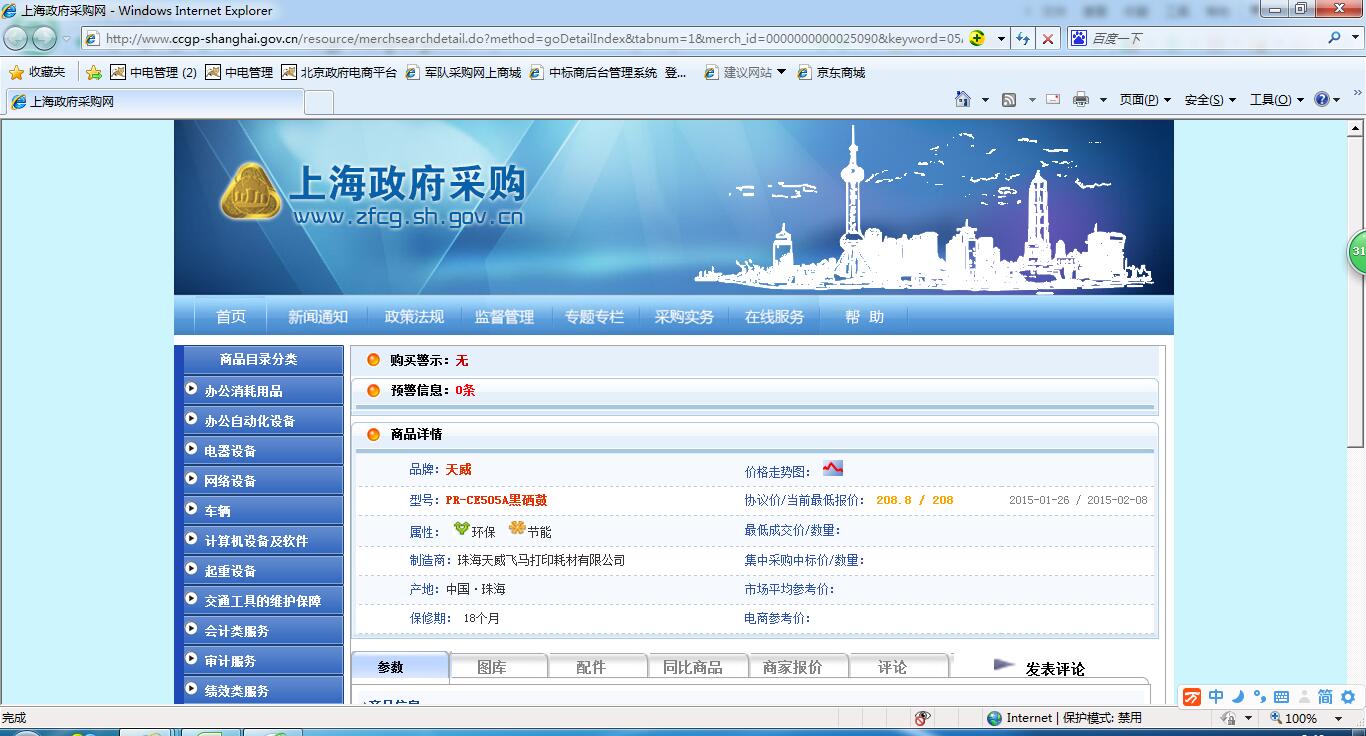 上海政府采购网 - Windows Internet Explorer
http://www.ccgp-shanghai.gov.cn/resource/merchsearchdetail.do?method=goDetailIndex&tabnum=1&merch_id=0000000000025090&keyword=05
百度一下
收藏夹 中电管理 (2) 中电管理 北京政府电商平台 军队采购网上商城 中标商后台管理系统 登... 建议网站 京东商城
上海政府采购网 页面(P) 安全(S) 工具(O)
上海政府采购
www.zfcg.sh.gov.cn
31
首页 新闻通知 政策法规 监督管理 专题专栏 采购实务 在线服务 帮 助
商品目录分类
办公消耗用品
办公自动化设备
电器设备
网络设备
车辆
计算机设备及软件
起重设备
交通工具的维护保障
会计类服务
审计服务
绩效类服务
购买警示：无
预警信息：0条
商品详情
品牌：天威 价格走势图：
型号：PR-CE505A黑硒鼓 协议价/当前最低报价： 208.8 / 208 2015-01-26 / 2015-02-08
属性： 环保 节能 最低成交价/数量：
制造商：珠海天威飞马打印耗材有限公司 集中采购中标价/数量：
产地：中国·珠海 市场平均参考价：
保修期： 18个月 电商参考价：
参数 图库 配件 同比商品 商家报价 评论 发表评论
商品信息
中 简
完成 Internet | 保护模式: 禁用 100%